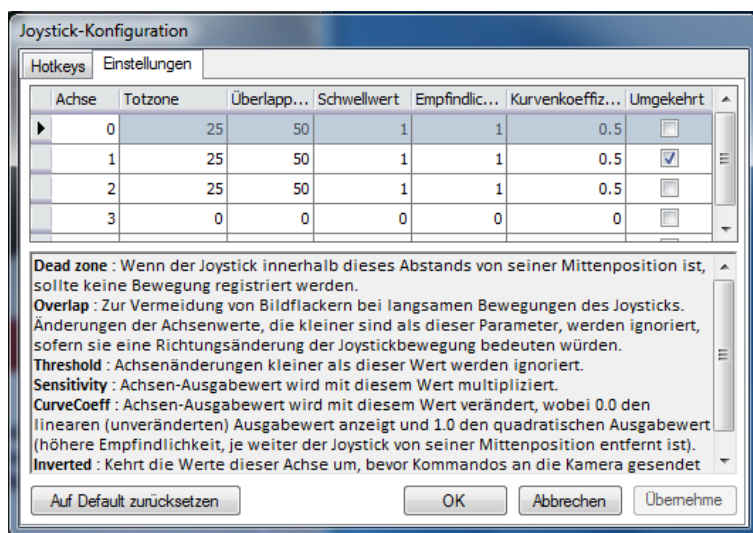 Joystick-Konfiguration
Hotkeys Einstellungen
Achse Totzone Überlapp... Schwellwert Empfindlic... Kurvenkoeffiz... Umgekehrt
0 25 50 1 1 0.5
1 25 50 1 1 0.5
2 25 50 1 1 0.5
3 0 0 0 0 0
Dead zone : Wenn der Joystick innerhalb dieses Abstands von seiner Mittenposition ist,
sollte keine Bewegung registriert werden.
Overlap : Zur Vermeidung von Bildflackern bei langsamen Bewegungen des Joysticks.
Änderungen der Achsenwerte, die kleiner sind als dieser Parameter, werden ignoriert,
sofern sie eine Richtungsänderung der Joystickbewegung bedeuten würden.
Threshold : Achsenänderungen kleiner als dieser Wert werden ignoriert.
Sensitivity : Achsen-Ausgabewert wird mit diesem Wert multipliziert.
CurveCoeff : Achsen-Ausgabewert wird mit diesem Wert verändert, wobei 0.0 den
linearen (unveränderten) Ausgabewert anzeigt und 1.0 den quadratischen Ausgabewert
(höhere Empfindlichkeit, je weiter der Joystick von seiner Mittenposition entfernt ist).
Inverted : Kehrt die Werte dieser Achse um, bevor Kommandos an die Kamera gesendet
Auf Default zurücksetzen OK Abbrechen Übernehme